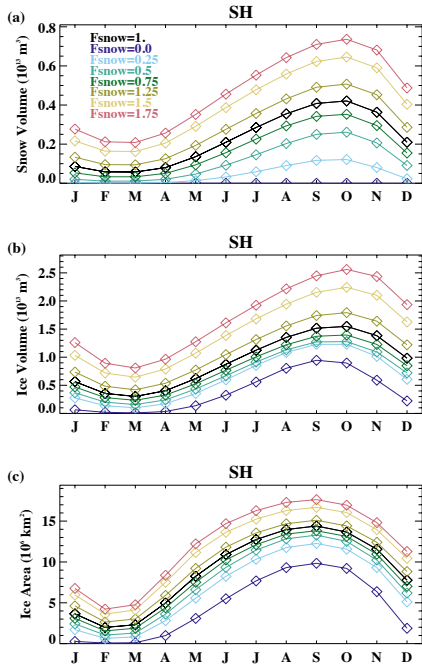 (a)
SH
Snow Volume (10¹³ m³)
0.8
0.6
0.4
0.2
0.0
Fsnow=1.
Fsnow=0.0
Fsnow=0.25
Fsnow=0.5
Fsnow=0.75
Fsnow=1.25
Fsnow=1.5
Fsnow=1.75
J F M A M J J A S O N D
(b)
SH
Ice Volume (10¹³ m³)
2.5
2.0
1.5
1.0
0.5
0.0
J F M A M J J A S O N D
(c)
SH
Ice Area (10⁶ km²)
15
10
5
0
J F M A M J J A S O N D